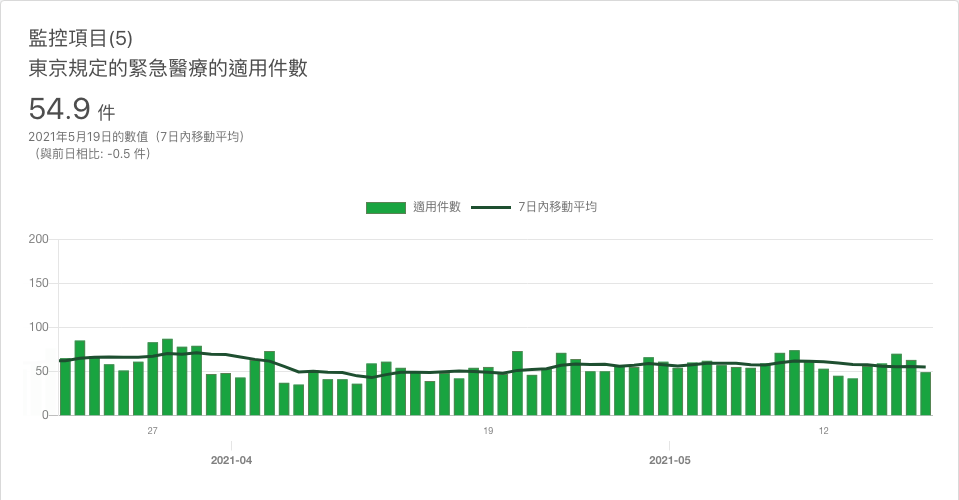 監控項目(5)
東京規定的緊急醫療的適用件數
54.9 件
2021年5月19日的數值（7日內移動平均）
（與前日相比: -0.5 件）
適用件數 7日內移動平均
200
150
100
50
0
27 19 12
2021-04 2021-05